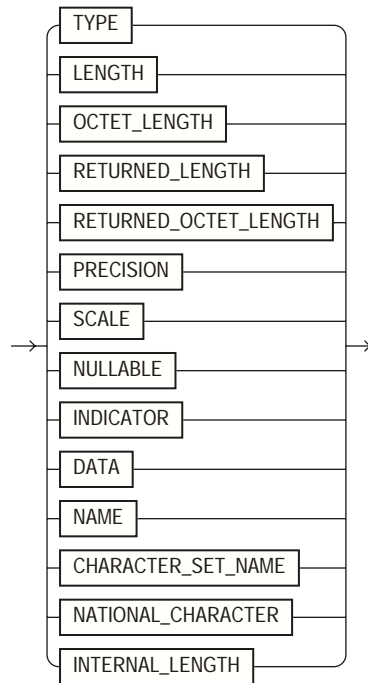 TYPE
LENGTH
OCTET_LENGTH
RETURNED_LENGTH
RETURNED_OCTET_LENGTH
PRECISION
SCALE
NULLABLE
INDICATOR
DATA
NAME
CHARACTER_SET_NAME
NATIONAL_CHARACTER
INTERNAL_LENGTH